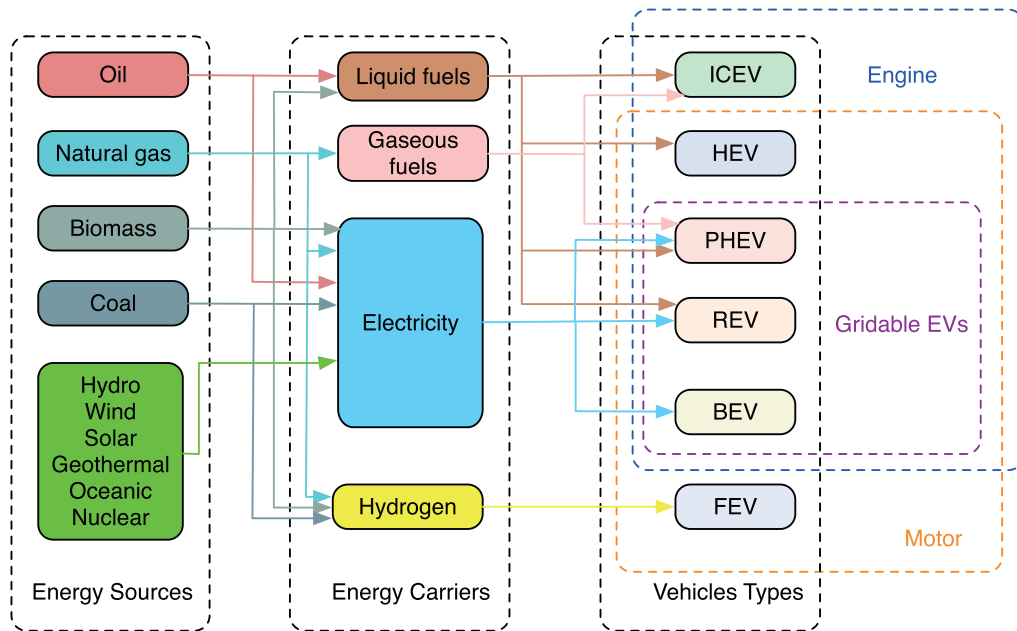 Oil
Natural gas
Biomass
Coal
Hydro
Wind
Solar
Geothermal
Oceanic
Nuclear
Energy Sources
Liquid fuels
Gaseous
fuels
Electricity
Hydrogen
Energy Carriers
ICEV
HEV
PHEV
REV
BEV
FEV
Vehicles Types
Engine
Gridable EVs
Motor